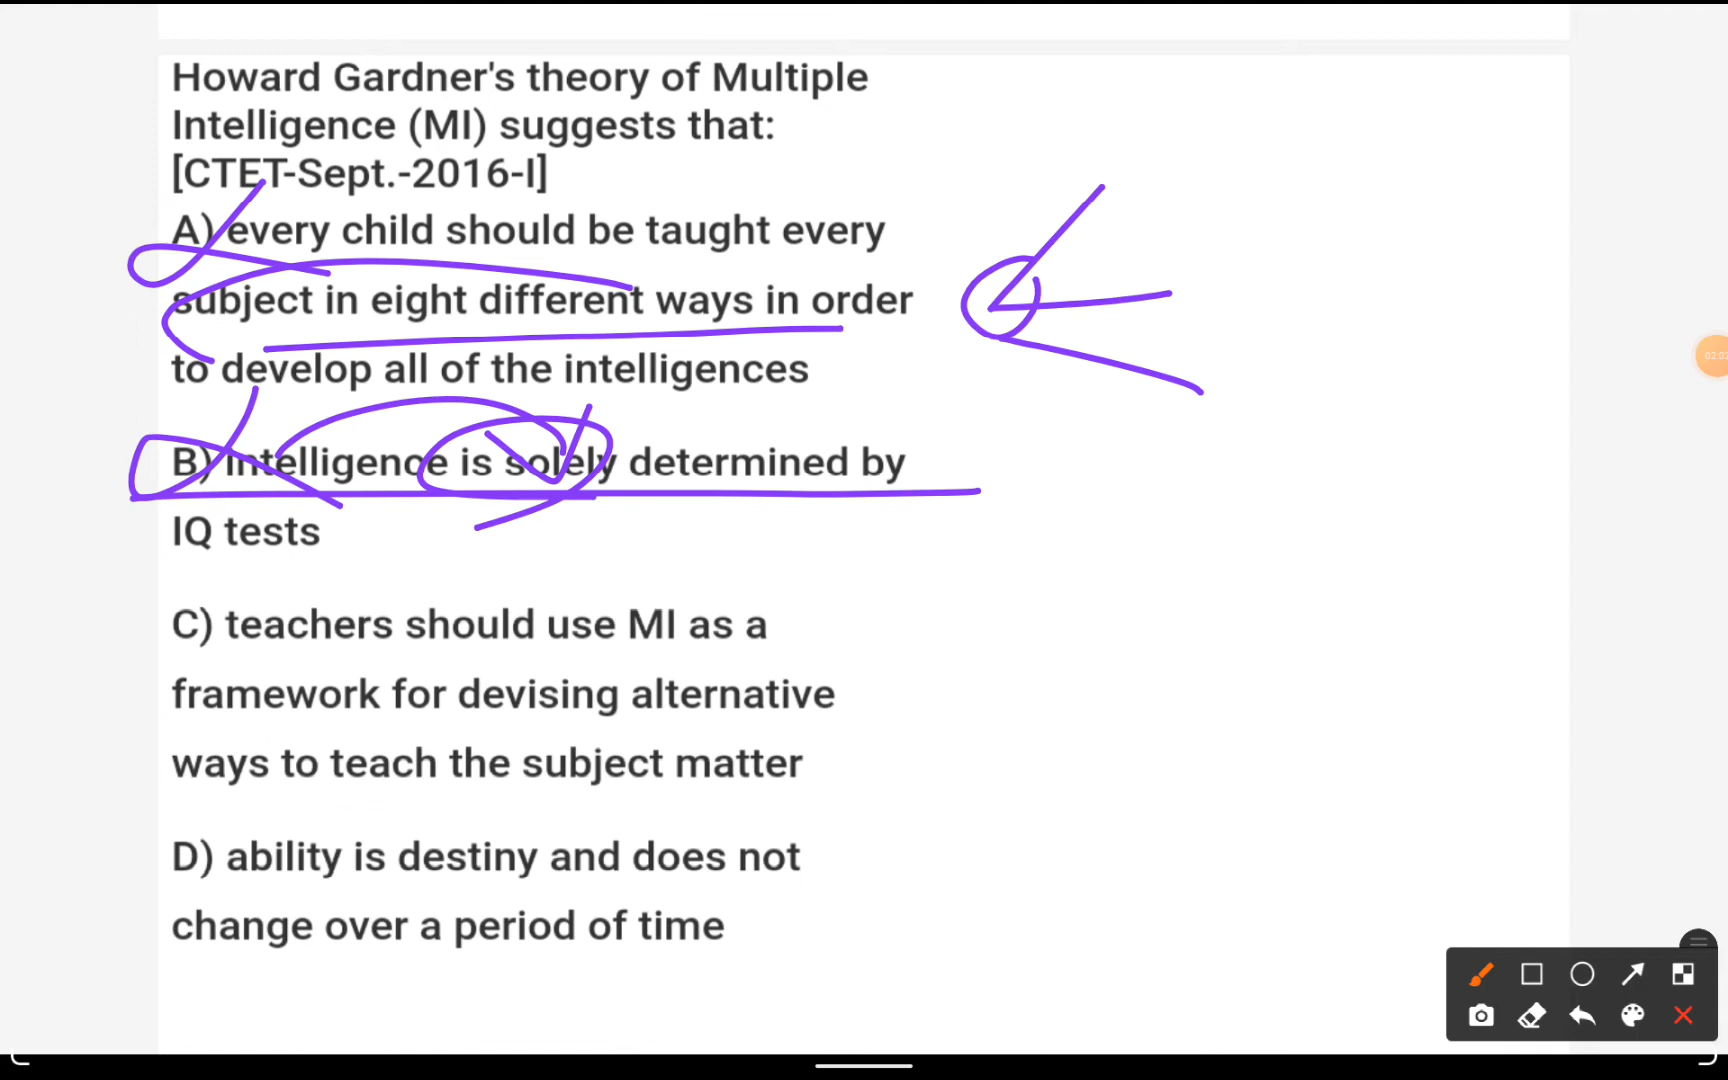 Howard Gardner's theory of Multiple
Intelligence (MI) suggests that:
[CTET-Sept.-2016-I]
A) every child should be taught every
subject in eight different ways in order
to develop all of the intelligences
B) intelligence is solely determined by
IQ tests
C) teachers should use MI as a
framework for devising alternative
ways to teach the subject matter
D) ability is destiny and does not
change over a period of time